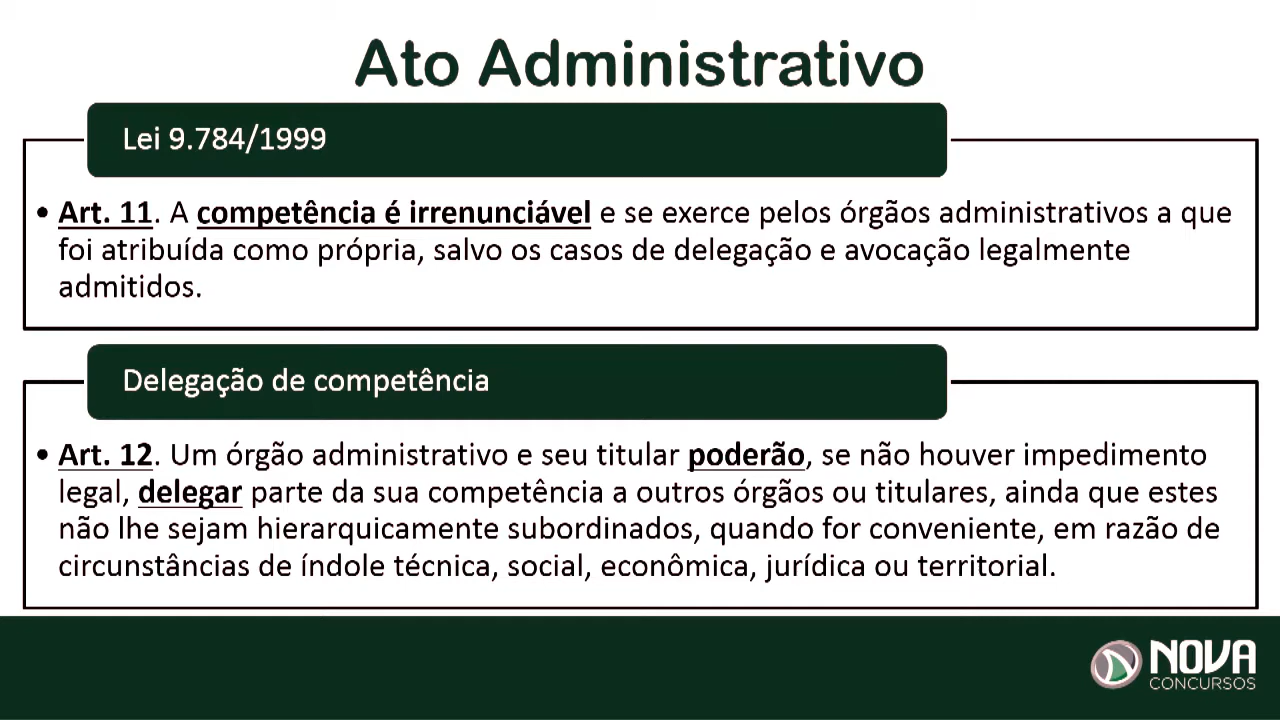 Ato Administrativo
Lei 9.784/1999
• Art. 11. A competência é irrenunciável e se exerce pelos órgãos administrativos a que
foi atribuída como própria, salvo os casos de delegação e avocação legalmente
admitidos.
Delegação de competência
• Art. 12. Um órgão administrativo e seu titular poderão, se não houver impedimento
legal, delegar parte da sua competência a outros órgãos ou titulares, ainda que estes
não lhe sejam hierarquicamente subordinados, quando for conveniente, em razão de
circunstâncias de índole técnica, social, econômica, jurídica ou territorial.
NOVA
CONCURSOS